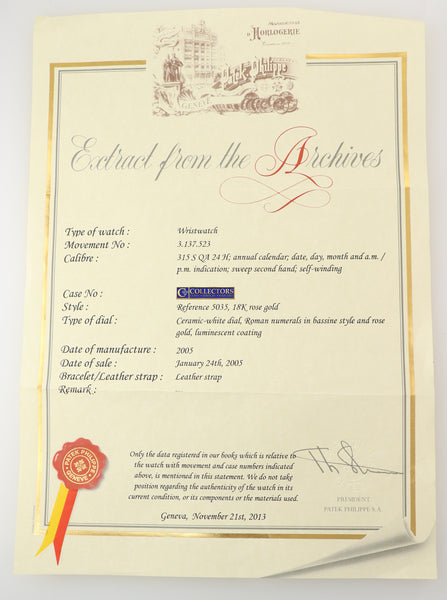 Manufacture
D'HORLOGERIE
Patek Philippe
GENÈVE
Extract from the Archives
Type of watch : Wristwatch
Movement No : 3.137.523
Calibre : 315 S QA 24 H; annual calendar; date, day, month and a.m. /
p.m. indication; sweep second hand; self-winding
Case No : COLLECTORS
Style : Reference 5035, 18K rose gold
Type of dial : Ceramic-white dial, Roman numerals in bassine style and rose
gold, luminescent coating
Date of manufacture : 2005
Date of sale : January 24th, 2005
Bracelet/Leather strap : Leather strap
Remark :
Only the data registered in our books which is relative to
the watch with movement and case numbers indicated
above, is mentioned in this statement. We do not take
position regarding the authenticity of the watch in its
current condition, or its components or the materials used.
Geneva, November 21st, 2013
PRESIDENT
PATEK PHILIPPE S.A
PATEK PHILIPPE
GENEVE